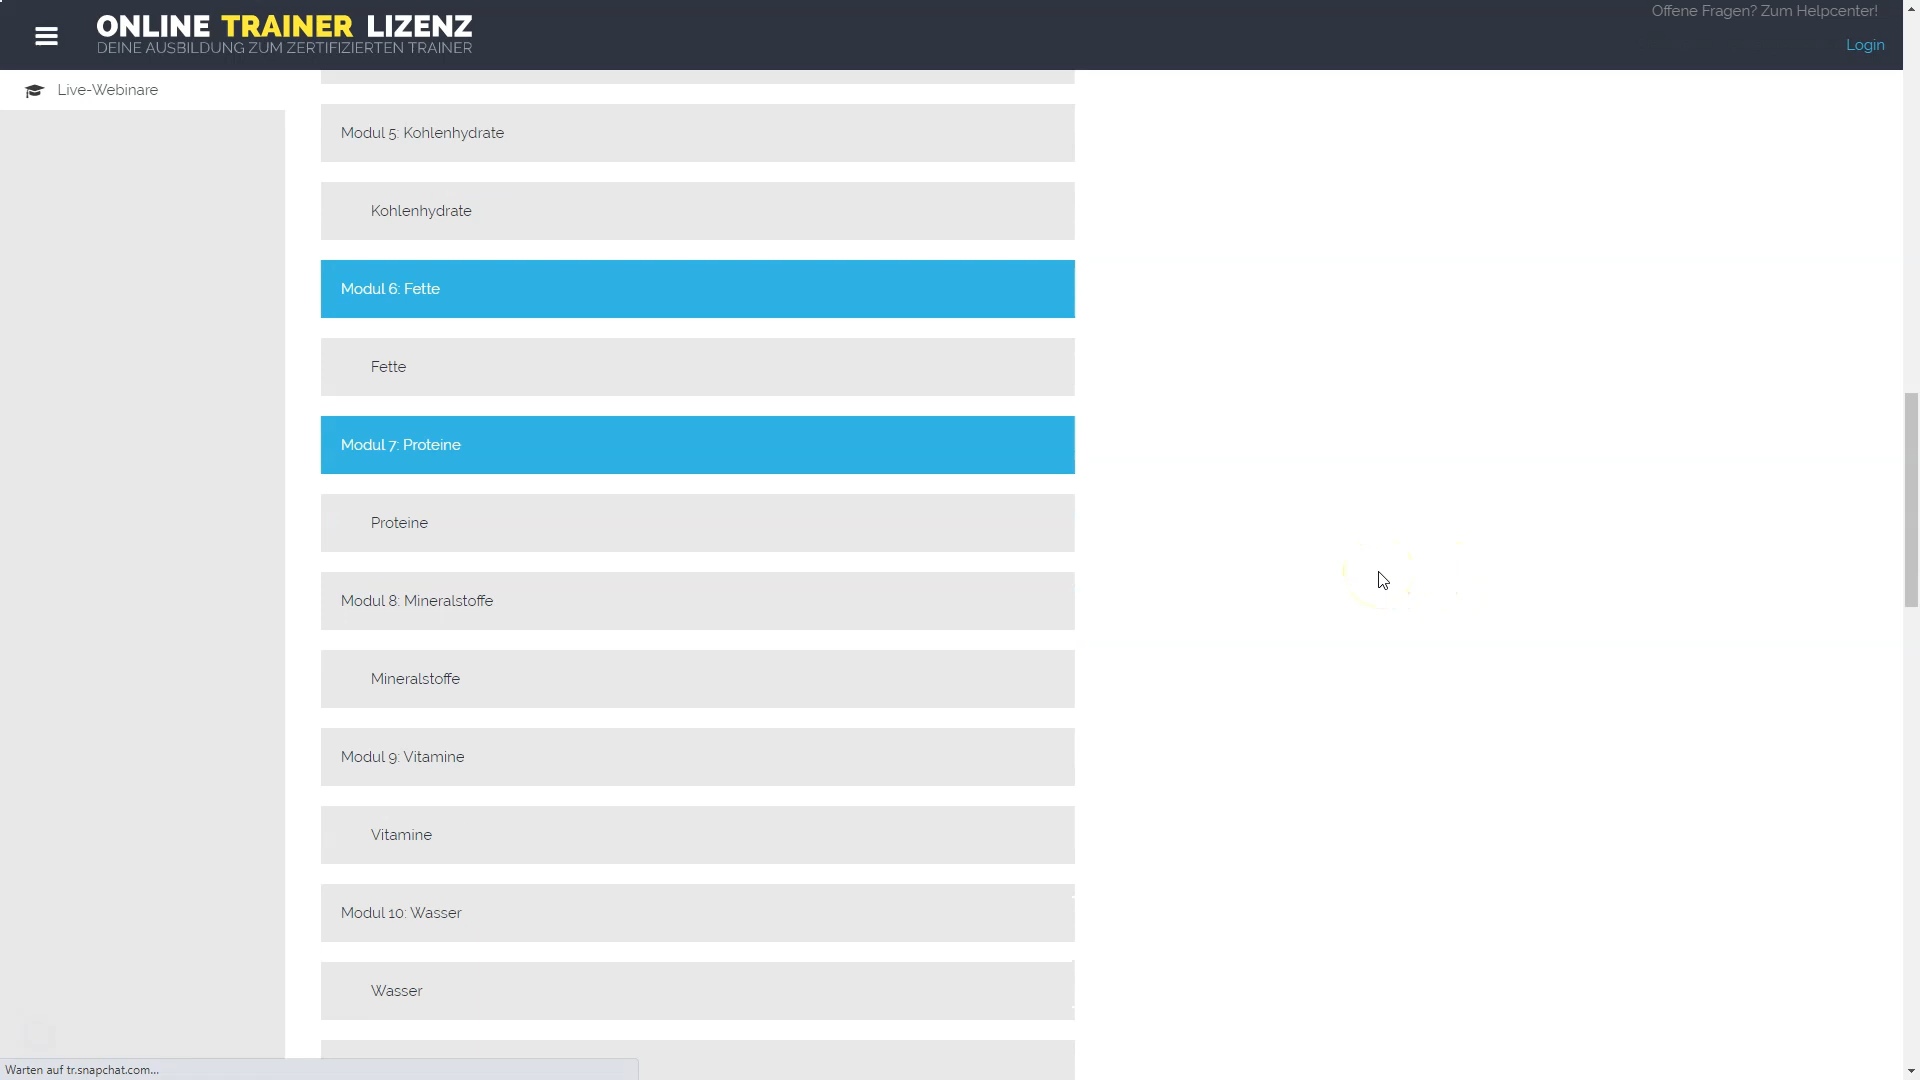 ONLINE TRAINER LIZENZ
DEINE AUSBILDUNG ZUM ZERTIFIZIERTEN TRAINER
Offene Fragen? Zum Helpcenter!
Login
Live-Webinare
Modul 5: Kohlenhydrate
Kohlenhydrate
Modul 6: Fette
Fette
Modul 7: Proteine
Proteine
Modul 8: Mineralstoffe
Mineralstoffe
Modul 9: Vitamine
Vitamine
Modul 10: Wasser
Wasser
Warten auf tr.snapchat.com...